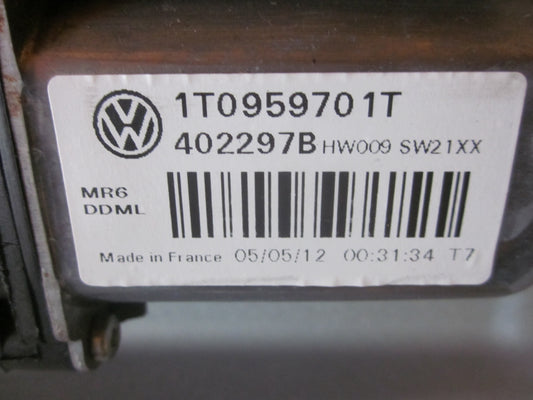 1T0959701T
402297B HW009 SW21XX
MR6
DDML
Made in France 05/05/12 00:31:34 T7